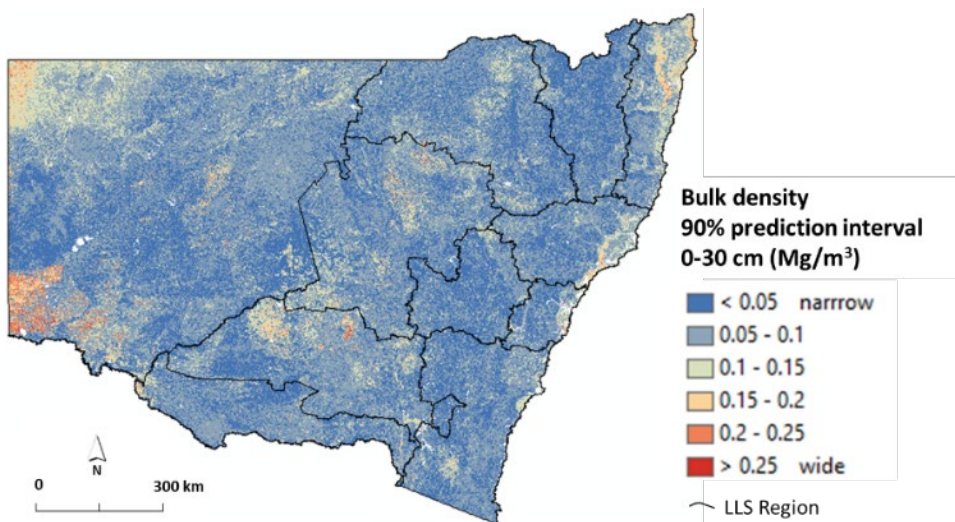 Bulk density
90% prediction interval
0-30 cm (Mg/m³)
< 0.05 narrrow
0.05 - 0.1
0.1 - 0.15
0.15 - 0.2
0.2 - 0.25
> 0.25 wide
LLS Region
N
0 300 km